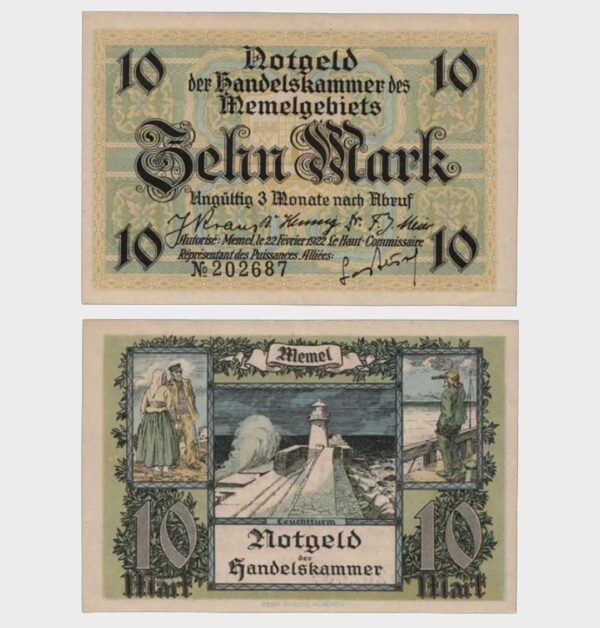 10 Notgeld 10
der Handelskammer des
Memelgebiets
Zehn Mark
Ungültig 3 Monate nach Abruf
10 10
Autorisé: Memel, le 22 Février 1922 Le Haut-Commissaire
Représentant des Puissances Alliées:
No 202687
Memel
Leuchtturm
10 Notgeld 10
der
Handelskammer
Mark Mark